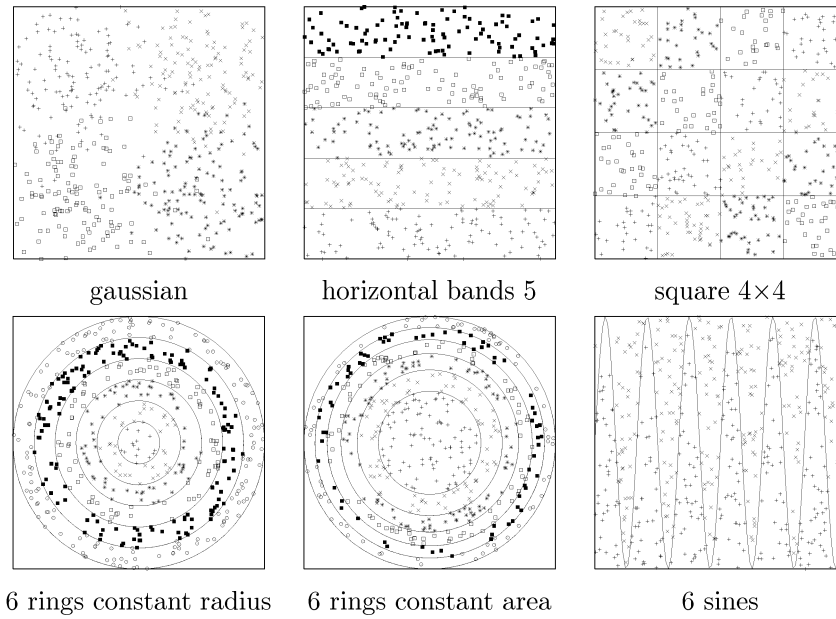 gaussian
horizontal bands 5
square 4×4
6 rings constant radius
6 rings constant area
6 sines